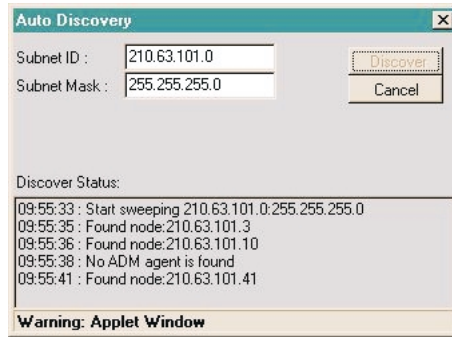 Auto Discovery
Subnet ID : 210.63.101.0
Discover
Subnet Mask : 255.255.255.0
Cancel
Discover Status:
09:55:33 : Start sweeping 210.63.101.0:255.255.255.0
09:55:35 : Found node:210.63.101.3
09:55:36 : Found node:210.63.101.10
09:55:38 : No ADM agent is found
09:55:41 : Found node:210.63.101.41
Warning: Applet Window